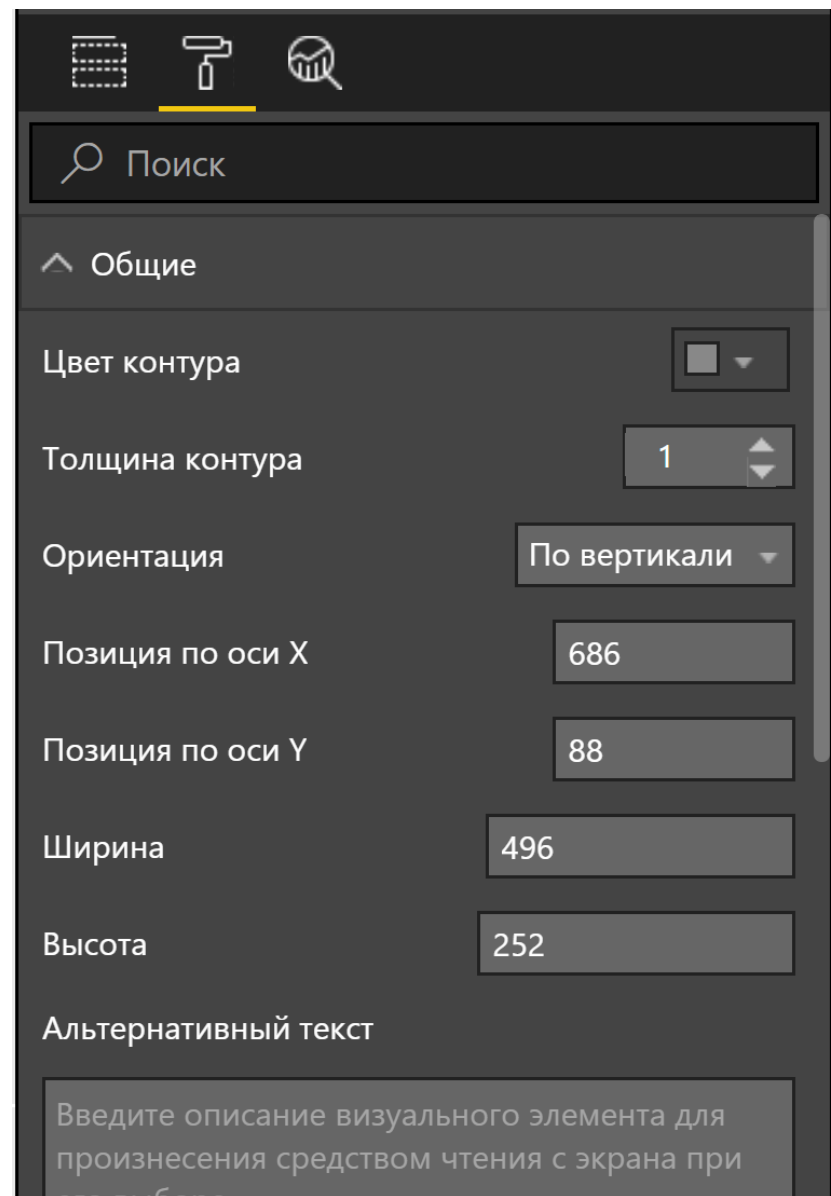 Поиск
Общие
Цвет контура
Толщина контура 1
Ориентация По вертикали
Позиция по оси X 686
Позиция по оси Y 88
Ширина 496
Высота 252
Альтернативный текст
Введите описание визуального элемента для
произнесения средством чтения с экрана при